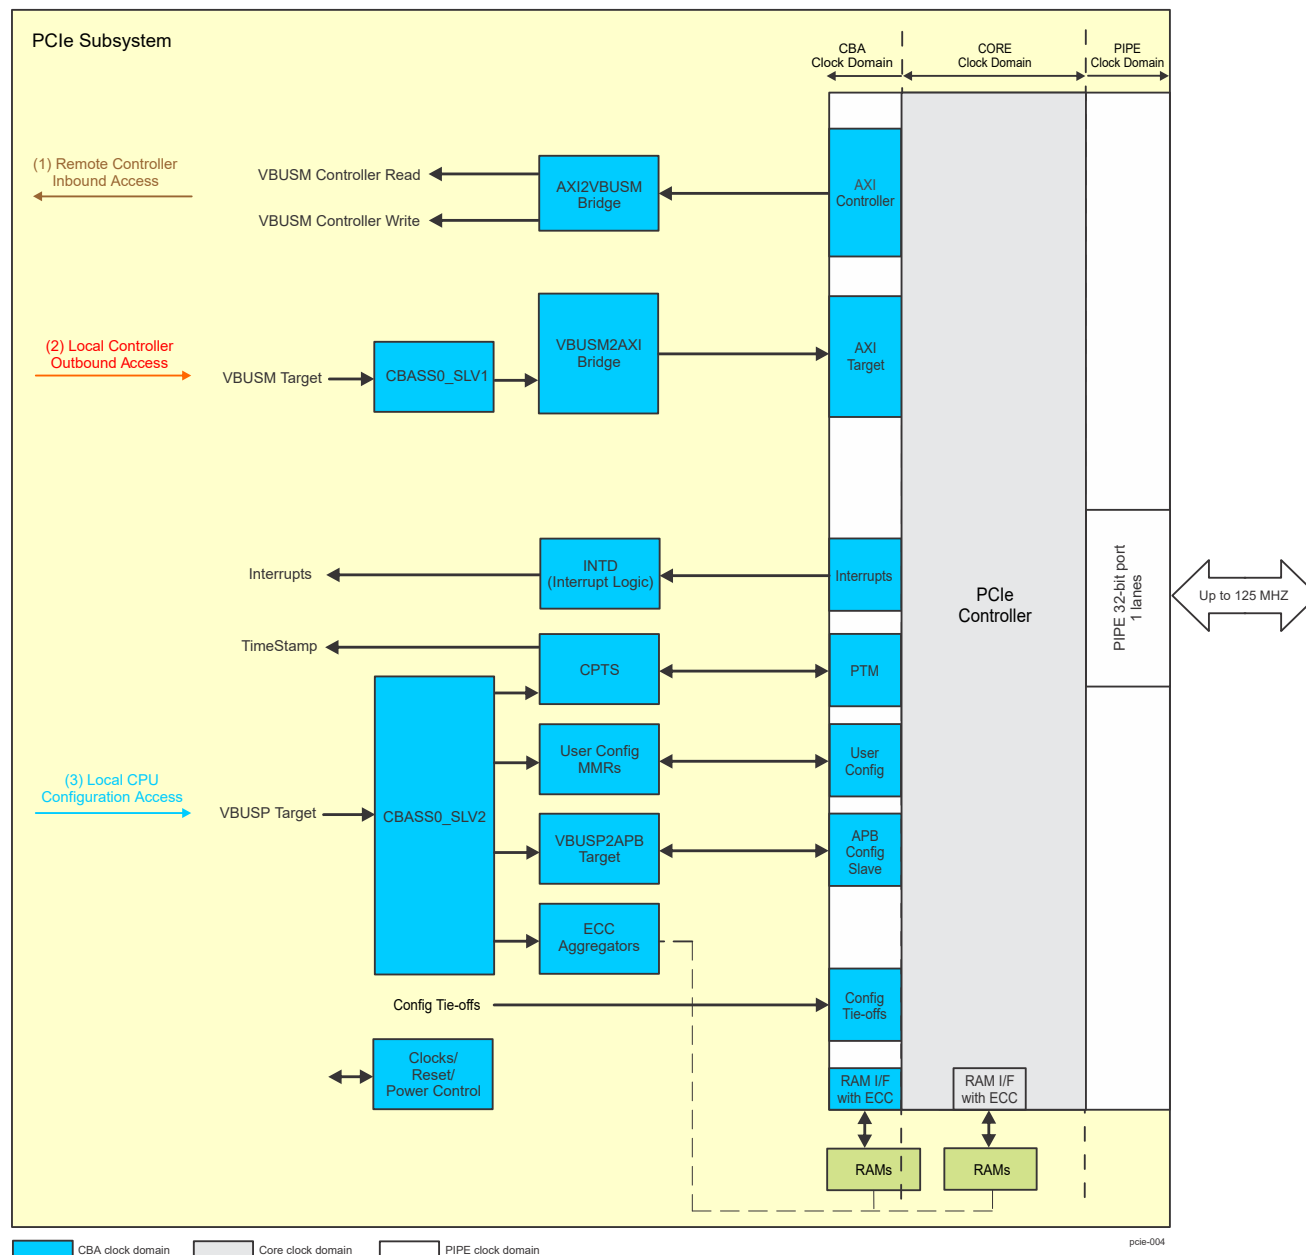 PCIe Subsystem
CBA
Clock Domain
CORE
Clock Domain
PIPE
Clock Domain
(1) Remote Controller
Inbound Access
VBUSM Controller Read
VBUSM Controller Write
AXI2VBUSM
Bridge
AXI
Controller
(2) Local Controller
Outbound Access
VBUSM Target
CBASS0_SLV1
VBUSM2AXI
Bridge
AXI
Target
Interrupts
INTD
(Interrupt Logic)
Interrupts
PCIe
Controller
PIPE 32-bit port
1 lanes
Up to 125 MHZ
TimeStamp
CPTS
PTM
(3) Local CPU
Configuration Access
VBUSP Target
CBASS0_SLV2
User Config
MMRs
User
Config
VBUSP2APB
Target
APB
Config
Slave
ECC
Aggregators
Config Tie-offs
Config
Tie-offs
Clocks/
Reset/
Power Control
RAM I/F
with ECC
RAM I/F
with ECC
RAMs
RAMs
CBA clock domain
Core clock domain
PIPE clock domain
pcie-004